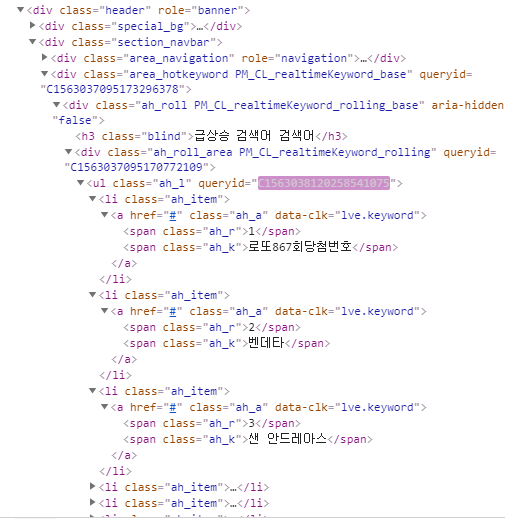 ▼<div class="header" role="banner">
▶<div class="special_bg">…</div>
▼<div class="section_navbar">
▶<div class="area_navigation" role="navigation">…</div>
▼<div class="area_hotkeyword PM_CL_realtimeKeyword_base" queryid=
"C1563037095173296378">
▼<div class="ah_roll PM_CL_realtimeKeyword_rolling_base" aria-hidden=
"false">
<h3 class="blind">급상승 검색어 검색어</h3>
▼<div class="ah_roll_area PM_CL_realtimeKeyword_rolling" queryid=
"C1563037095170772109">
▼<ul class="ah_l" queryid="C1563038120258541075">
▼<li class="ah_item">
▼<a href="#" class="ah_a" data-clk="lve.keyword">
<span class="ah_r">1</span>
<span class="ah_k">로또867회당첨번호</span>
</a>
</li>
▼<li class="ah_item">
▼<a href="#" class="ah_a" data-clk="lve.keyword">
<span class="ah_r">2</span>
<span class="ah_k">벤데타</span>
</a>
</li>
▼<li class="ah_item">
▼<a href="#" class="ah_a" data-clk="lve.keyword">
<span class="ah_r">3</span>
<span class="ah_k">샌 안드레아스</span>
</a>
</li>
▶<li class="ah_item">…</li>
▶<li class="ah_item">…</li>